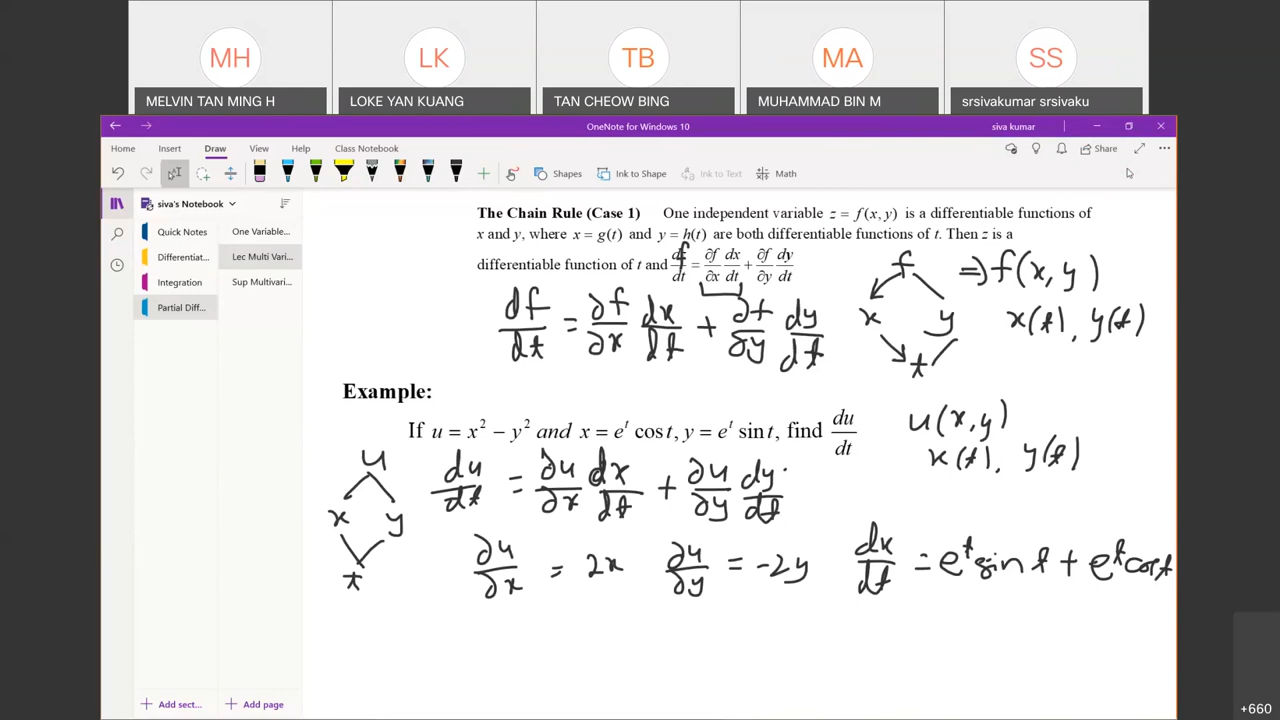 MH LK TB MA SS
MELVIN TAN MING H LOKE YAN KUANG TAN CHEOW BING MUHAMMAD BIN M srsivakumar srsivaku
OneNote for Windows 10 siva kumar
Home Insert Draw View Help Class Notebook Share
Shapes Ink to Shape Ink to Text Math
siva's Notebook
Quick Notes
Differentiat...
Integration
Partial Diff...
One Variable...
Lec Multi Vari...
Sup Multivari...
The Chain Rule (Case 1) One independent variable z = f(x, y) is a differentiable functions of
x and y, where x = g(t) and y = h(t) are both differentiable functions of t. Then z is a
differentiable function of t and df/dt = ∂f/∂x dx/dt + ∂f/∂y dy/dt
f ⇒ f(x, y)
x y x(t), y(t)
t
df/dt = ∂f/∂x dx/dt + ∂f/∂y dy/dt
Example:
If u = x² − y² and x = eᵗ cos t, y = eᵗ sin t, find du/dt
u(x, y)
x(t), y(t)
u
x y
t
du/dt = ∂u/∂x dx/dt + ∂u/∂y dy/dt
∂u/∂x = 2x ∂u/∂y = -2y dx/dt = eᵗ sin t + eᵗ cos t
Add sect... Add page
+660